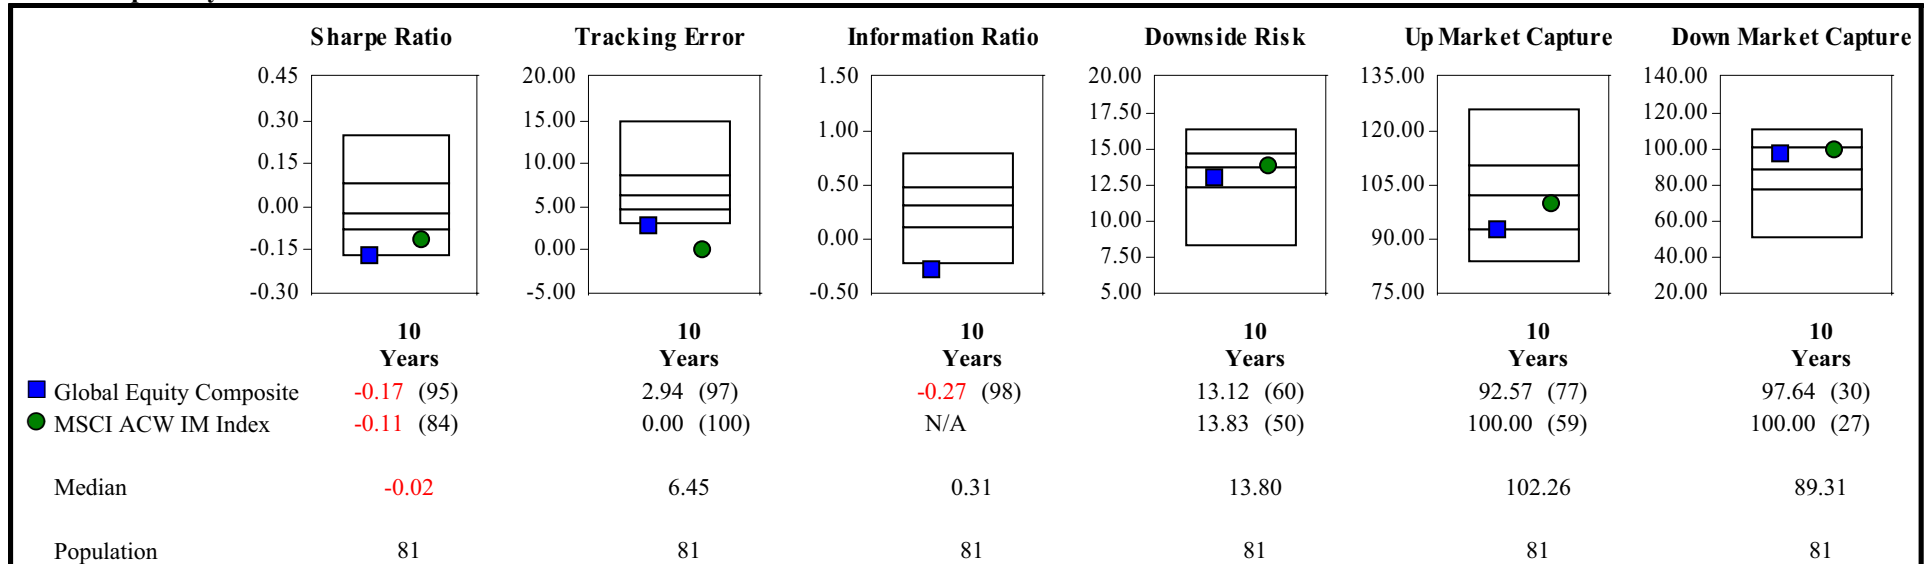 Sharpe Ratio Tracking Error Information Ratio Downside Risk Up Market Capture Down Market Capture
0.45 20.00 1.50 20.00 135.00 140.00
0.30 15.00 1.00 17.50 120.00 120.00
0.15 10.00 0.50 15.00 105.00 100.00
0.00 5.00 0.00 12.50 90.00 80.00
-0.15 0.00 -0.50 10.00 75.00 60.00
-0.30 -5.00 7.50 40.00
5.00 20.00
10 10 10 10 10 10
Years Years Years Years Years Years
Global Equity Composite -0.17 (95) 2.94 (97) -0.27 (98) 13.12 (60) 92.57 (77) 97.64 (30)
MSCI ACW IM Index -0.11 (84) 0.00 (100) N/A 13.83 (50) 100.00 (59) 100.00 (27)
Median -0.02 6.45 0.31 13.80 102.26 89.31
Population 81 81 81 81 81 81